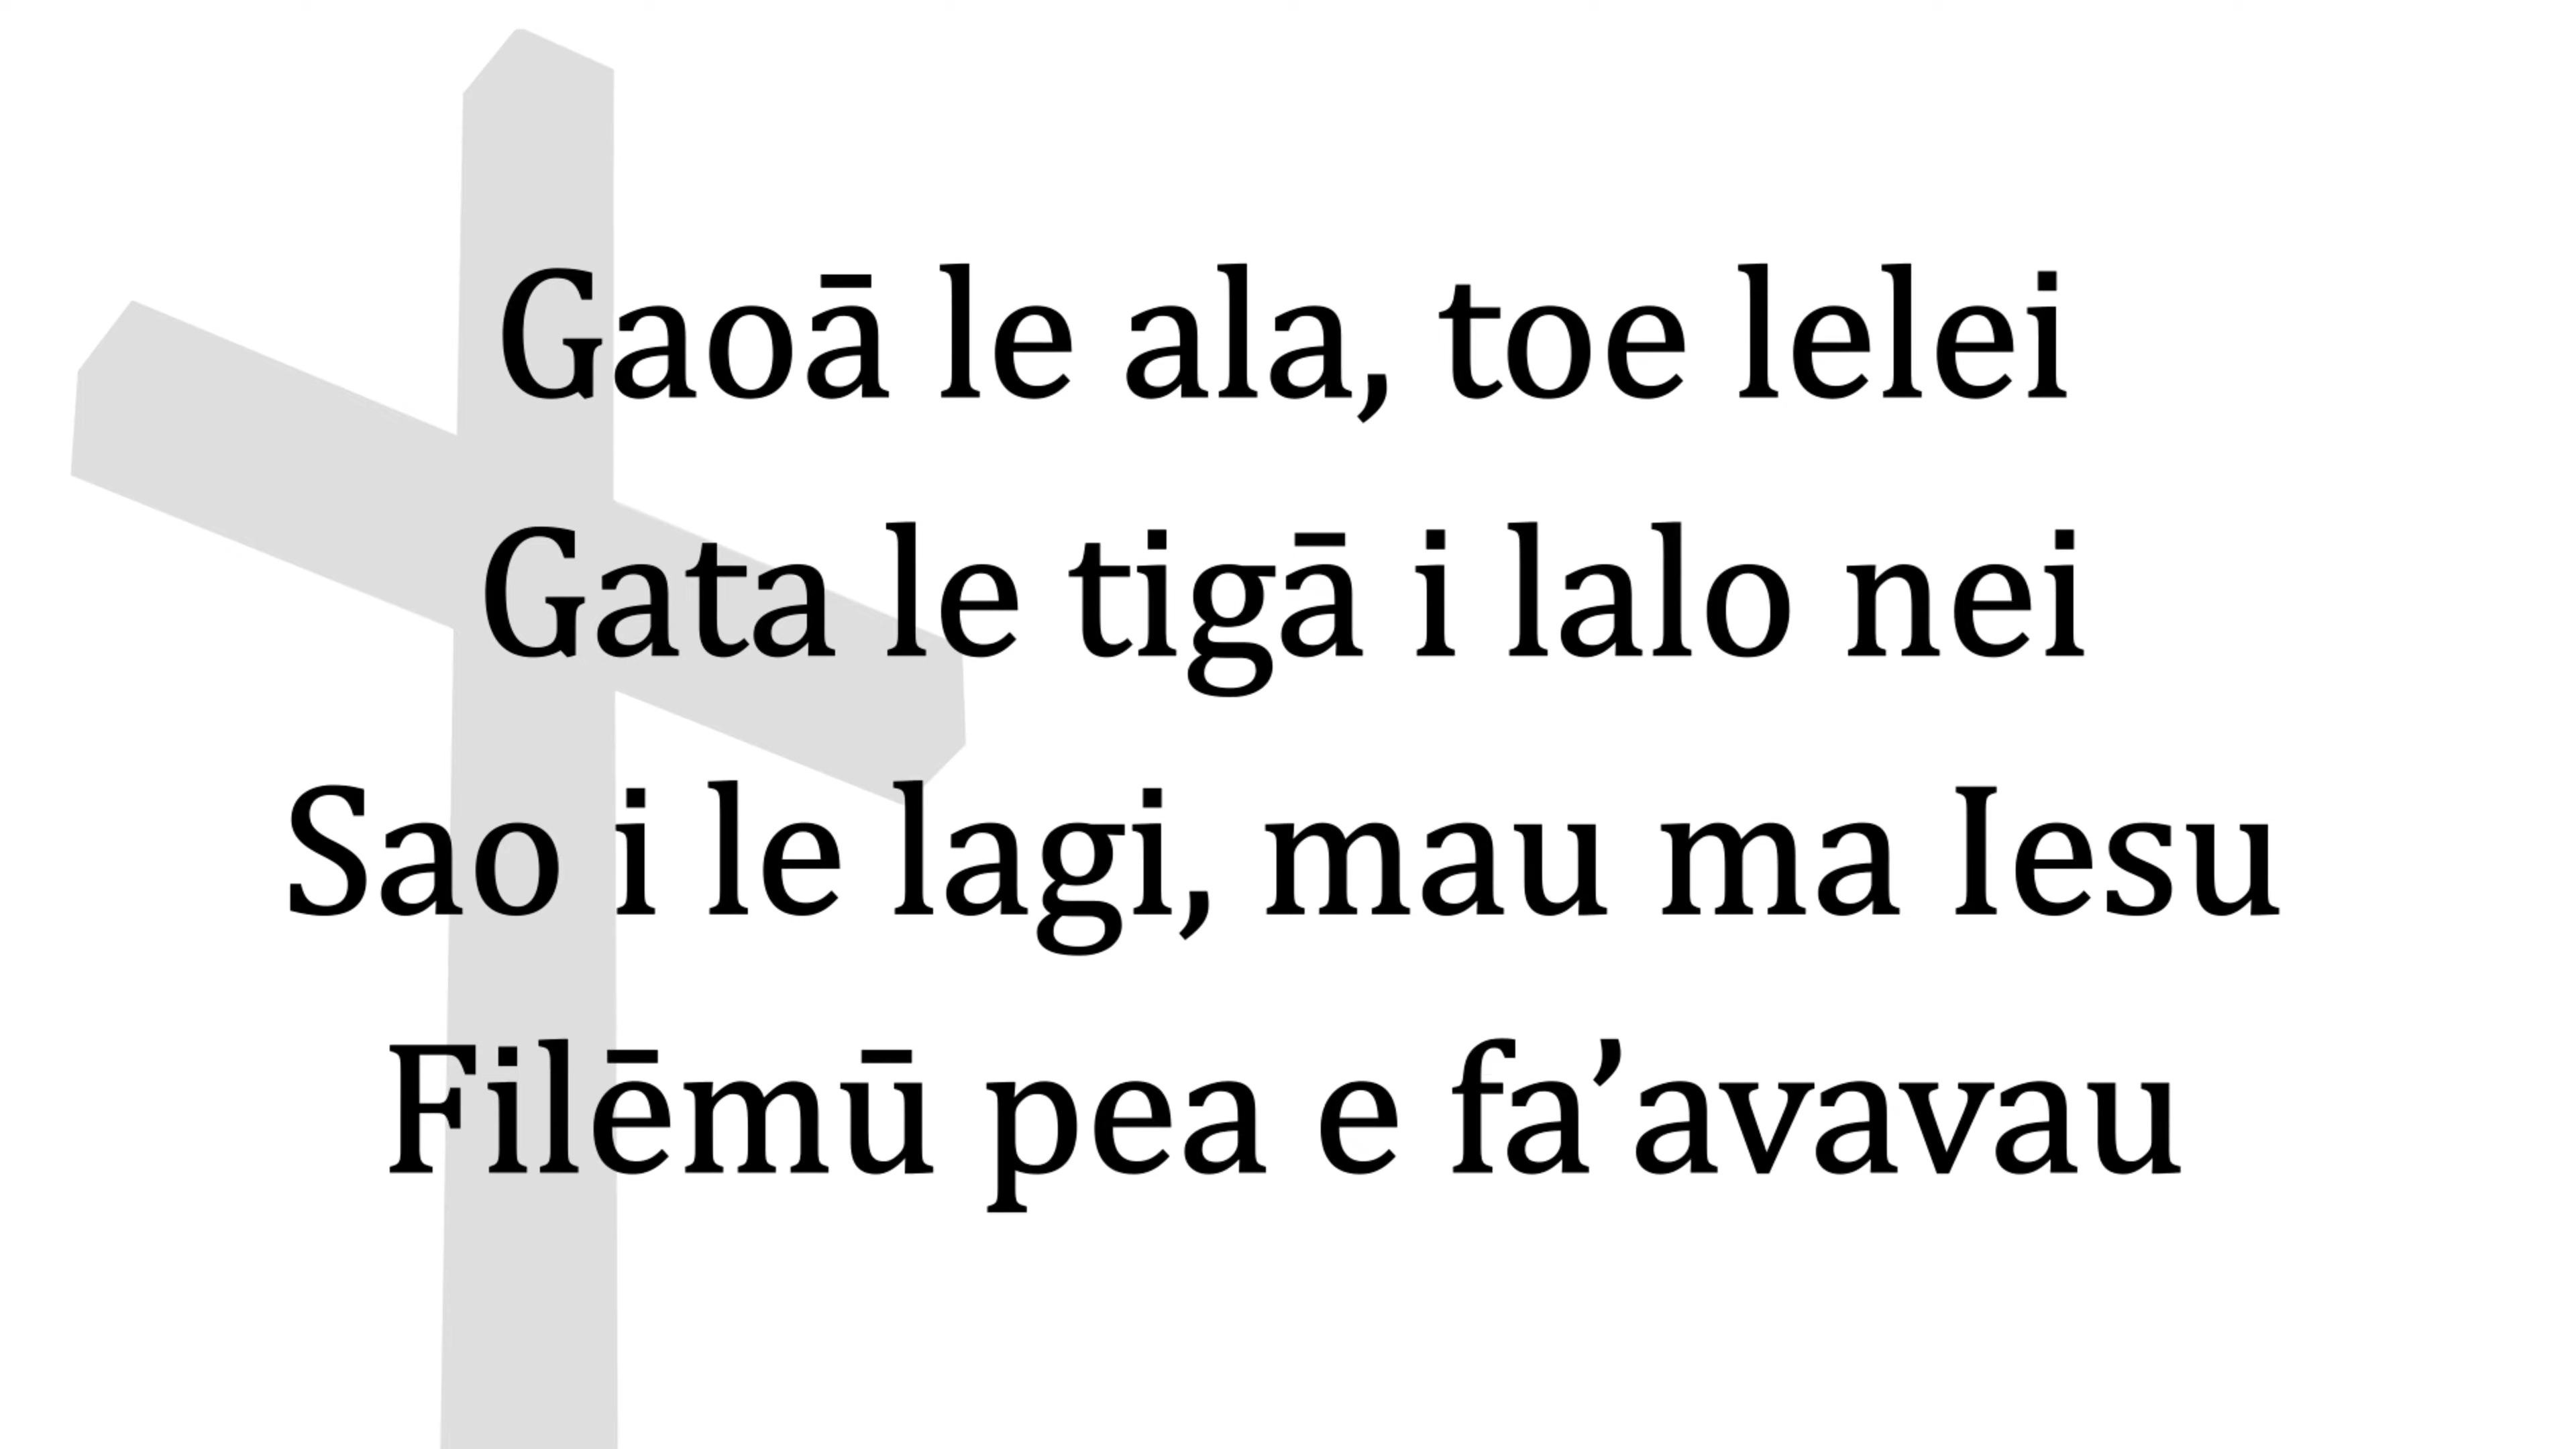 Gaoā le ala, toe lelei
Gata le tigā i lalo nei
Sao i le lagi, mau ma Iesu
Filēmū pea e fa’avavau